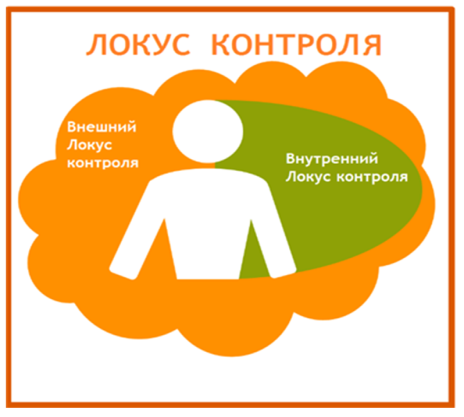 ЛОКУС КОНТРОЛЯ
Внешний
Локус
контроля
Внутренний
Локус контроля